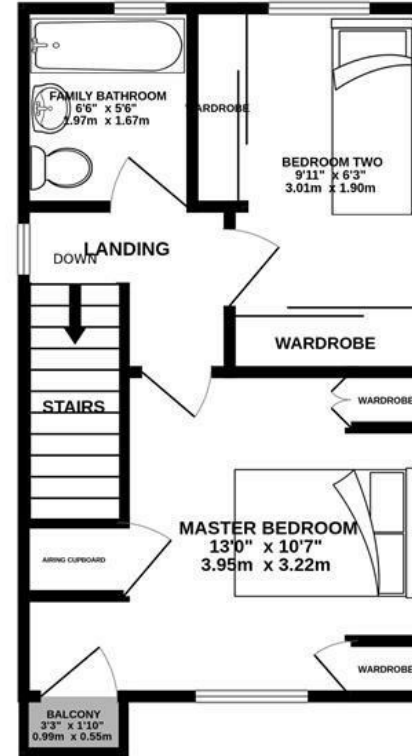 FAMILY BATHROOM
6'6" x 5'6"
1.97m x 1.67m
WARDROBE
BEDROOM TWO
9'11" x 6'3"
3.01m x 1.90m
LANDING
DOWN
WARDROBE
STAIRS
WARDROBE
MASTER BEDROOM
13'0" x 10'7"
3.95m x 3.22m
AIRING CUPBOARD
WARDROBE
BALCONY
3'3" x 1'10"
0.99m x 0.55m